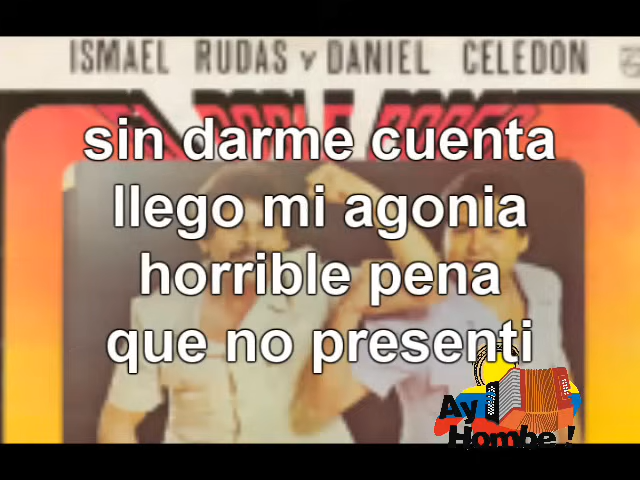 ISMAEL RUDAS Y DANIEL CELEDON
sin darme cuenta
llego mi agonia
horrible pena
que no presenti
Ay
Hombe !